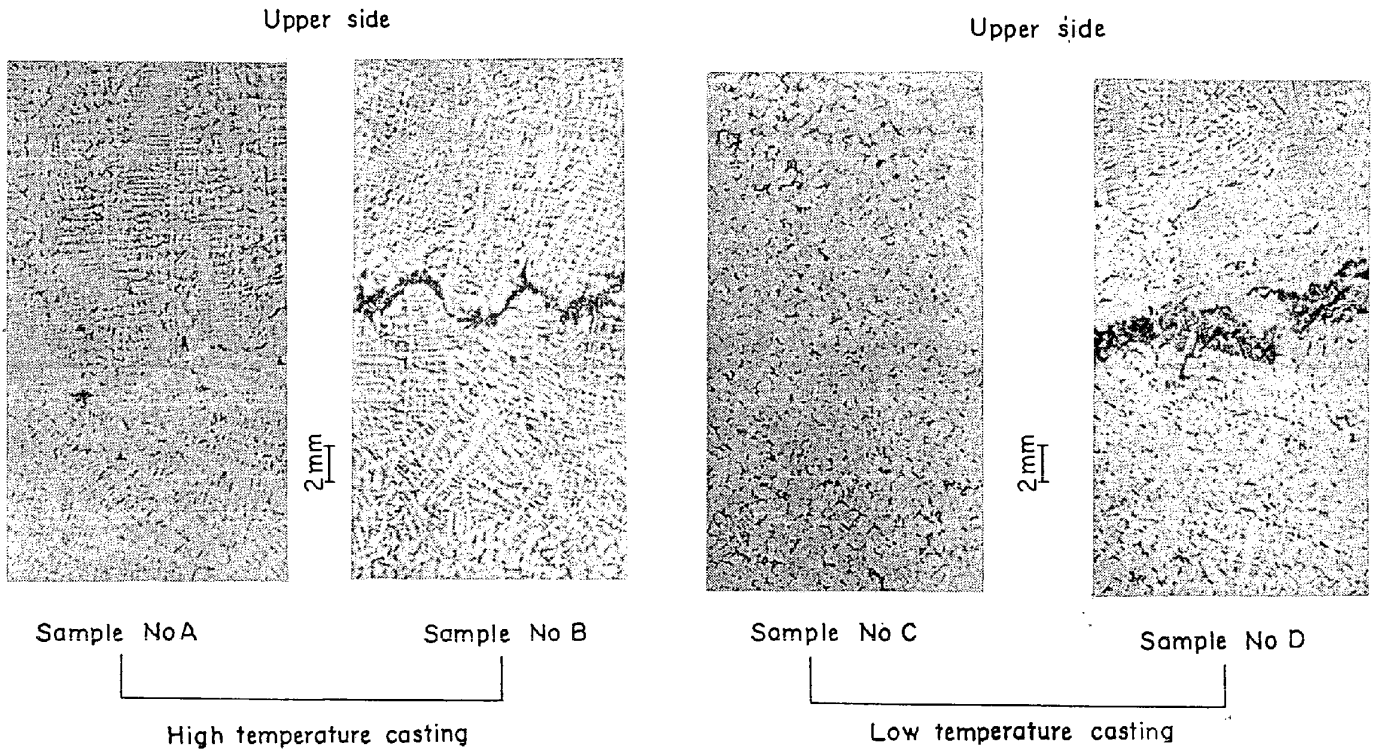 Upper side
Upper side
2mm
2mm
Sample No A
Sample No B
Sample No C
Sample No D
High temperature casting
Low temperature casting